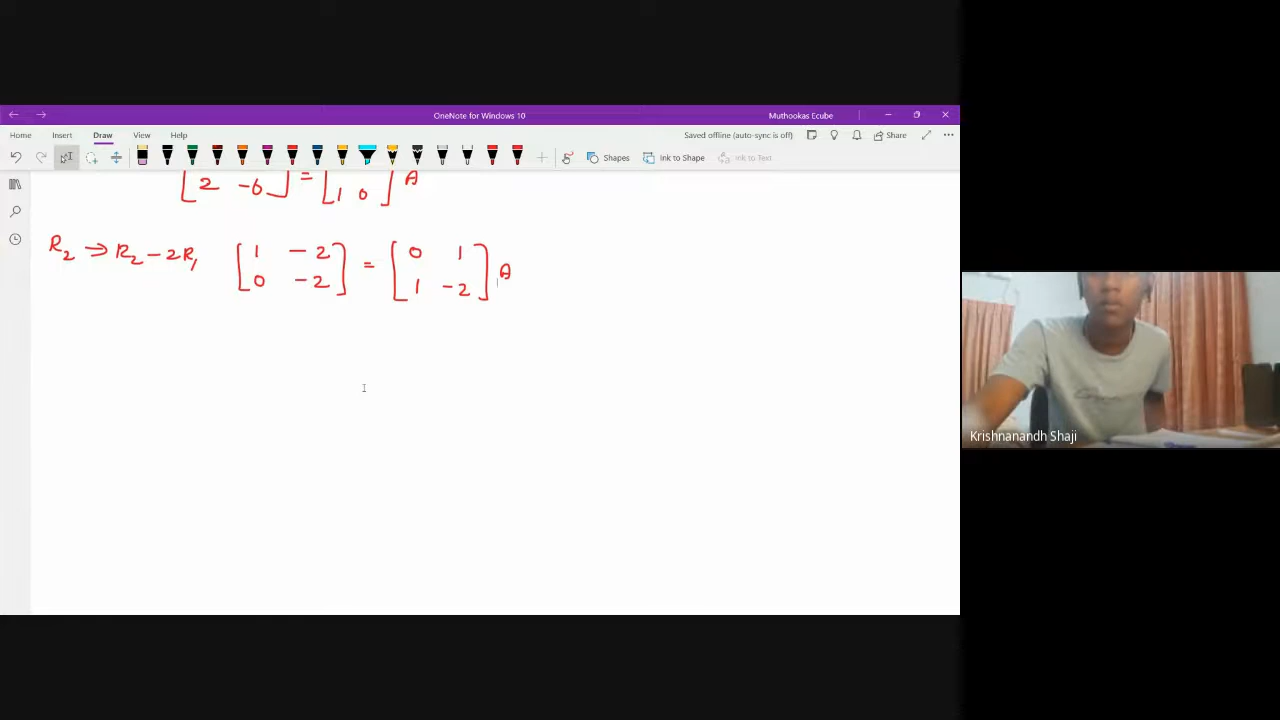 OneNote for Windows 10
Muthookas Ecube
Home Insert Draw View Help
Saved offline (auto-sync is off) Share
Shapes Ink to Shape Ink to Text
[2 -6] = [1 0] A
R₂ → R₂ - 2R₁ [1 -2] = [0 1] A
[0 -2] [1 -2]
Krishnanandh Shaji